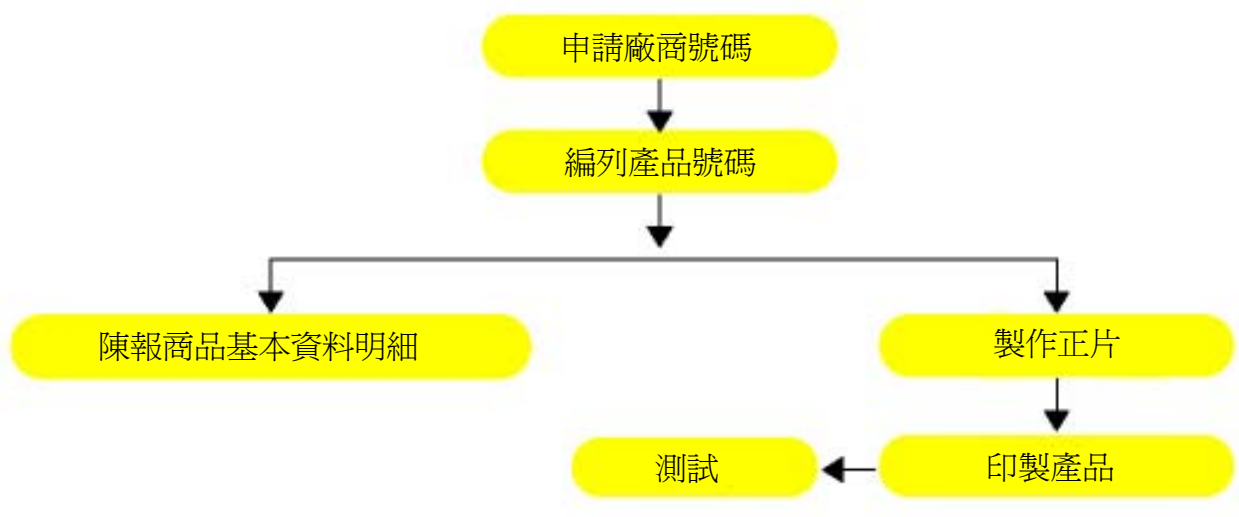 申請廠商號碼
編列產品號碼
陳報商品基本資料明細
製作正片
測試
印製產品